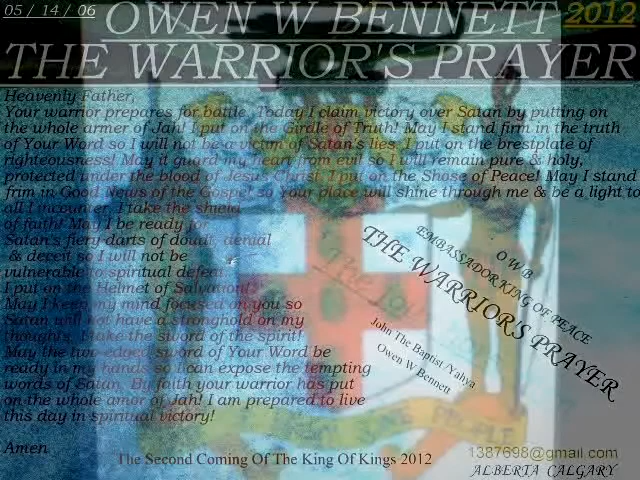 05 / 14 / 06
OWEN W BENNETT 2012
THE WARRIOR'S PRAYER
Heavenly Father,
Your warrior prepares for battle. Today I claim victory over Satan by putting on
the whole armer of Jah! I put on the Girdle of Truth! May I stand firm in the truth
of Your Word so I will not be a victim of Satan's lies. I put on the brestplate of
righteousness! May it guard my heart from evil so I will remain pure & holy,
protected under the blood of Jesus Christ. I put on the Shose of Peace! May I stand
frim in Good News of the Gospel! so Your place will shine through me & be a light to
all I incounter. I take the shield
of faith! May I be ready for
Satan's fiery darts of doudt, denial
& deceit so I will not be
vulnerable to spiritual defeat.
I put on the Helmet of Salvation!
May I keep my mind focused on you so
Satan will not have a stronghold on my
thoughts. I take the sword of the spirit!
May the two-edged sword of Your Word be
ready in my hands so I can expose the tempting
words of Satan. By faith your warrior has put
on the whole amor of Jah! I am prepared to live
this day in spiritual victory!
Amen
O W B
EMBASSADOR KING OF PEACE
THE WARRIORS PRAYER
John The Baptist /Yahya
Owen W Bennett
PEOPLE
1387698@gmail.com
The Second Coming Of The King Of Kings 2012
ALBERTA CALGARY